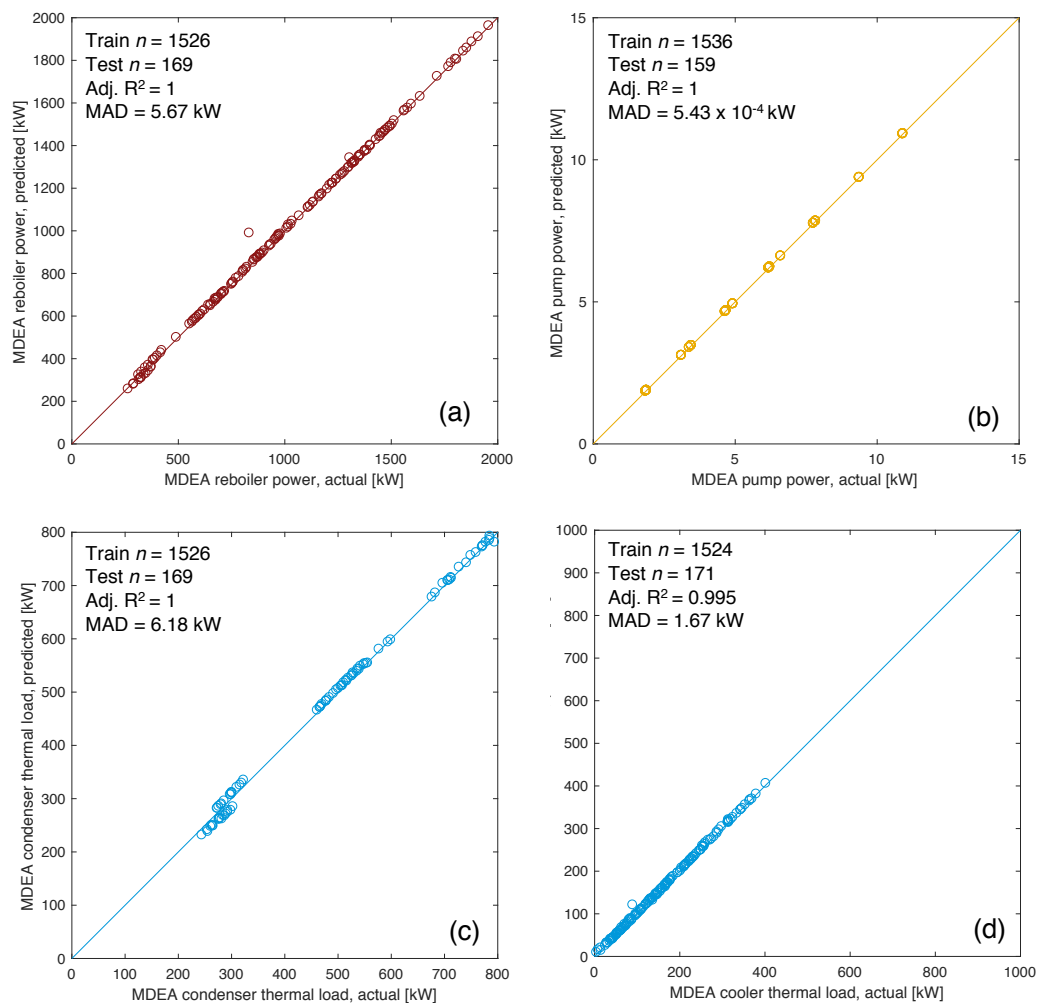 2000
1800
1600
1400
1200
1000
800
600
400
200
0
MDEA reboiler power, predicted [kW]
Train n = 1526
Test n = 169
Adj. R² = 1
MAD = 5.67 kW
(a)
0 500 1000 1500 2000
MDEA reboiler power, actual [kW]
15
10
5
0
MDEA pump power, predicted [kW]
Train n = 1536
Test n = 159
Adj. R² = 1
MAD = 5.43 x 10⁻⁴ kW
(b)
0 5 10 15
MDEA pump power, actual [kW]
800
700
600
500
400
300
200
100
0
MDEA condenser thermal load, predicted [kW]
Train n = 1526
Test n = 169
Adj. R² = 1
MAD = 6.18 kW
(c)
0 100 200 300 400 500 600 700 800
MDEA condenser thermal load, actual [kW]
1000
900
800
700
600
500
400
300
200
100
0
Train n = 1524
Test n = 171
Adj. R² = 0.995
MAD = 1.67 kW
(d)
0 200 400 600 800 1000
MDEA cooler thermal load, actual [kW]